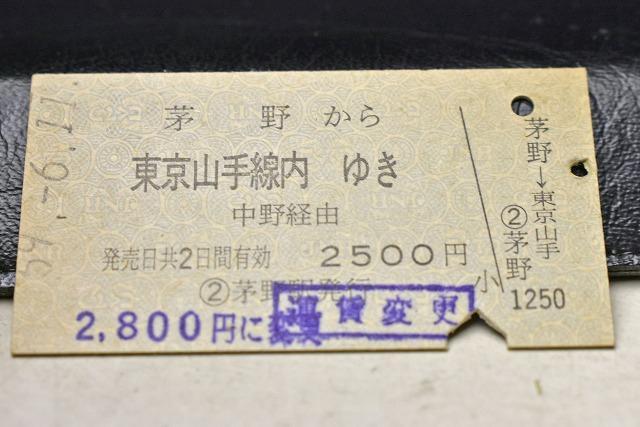 茅野から
東京山手線内 ゆき
中野経由
発売日共2日間有効 2500円
②茅野駅発行
運賃変更
2,800円に変更
小
茅野→東京山手
②茅野
1250